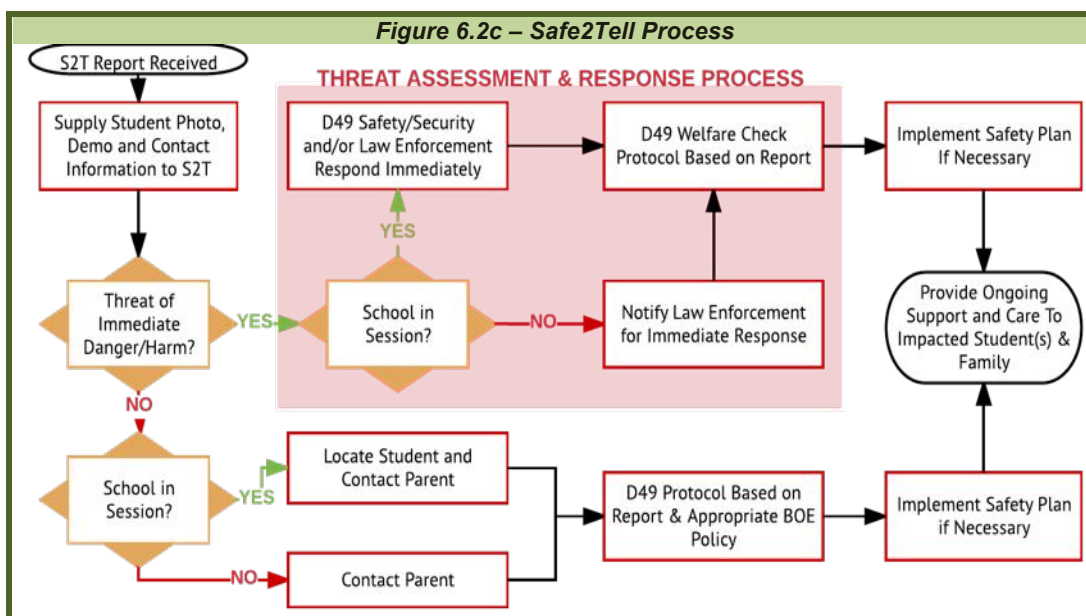 Figure 6.2c – Safe2Tell Process
S2T Report Received
THREAT ASSESSMENT & RESPONSE PROCESS
Supply Student Photo,
Demo and Contact
Information to S2T
D49 Safety/Security
and/or Law Enforcement
Respond Immediately
D49 Welfare Check
Protocol Based on Report
Implement Safety Plan
If Necessary
YES
Threat of
Immediate
Danger/Harm?
YES
School in
Session?
NO
Notify Law Enforcement
for Immediate Response
Provide Ongoing
Support and Care To
Impacted Student(s) &
Family
NO
School in
Session?
YES
Locate Student and
Contact Parent
D49 Protocol Based on
Report & Appropriate BOE
Policy
Implement Safety Plan
if Necessary
NO
Contact Parent